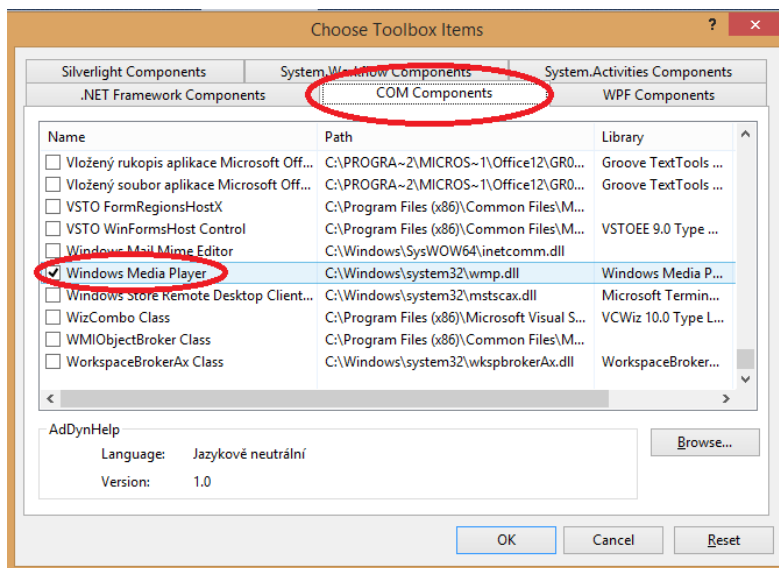 Choose Toolbox Items
? ×
Silverlight Components System.Workflow Components System.Activities Components
.NET Framework Components COM Components WPF Components
Name Path Library
Vložený rukopis aplikace Microsoft Off... C:\PROGRA~2\MICROS~1\Office12\GR0... Groove TextTools ...
Vložený soubor aplikace Microsoft Off... C:\PROGRA~2\MICROS~1\Office12\GR0... Groove TextTools ...
VSTO FormRegionsHostX C:\Program Files (x86)\Common Files\M...
VSTO WinFormsHost Control C:\Program Files (x86)\Common Files\M... VSTOEE 9.0 Type ...
Windows Mail Mime Editor C:\Windows\SysWOW64\inetcomm.dll
Windows Media Player C:\Windows\system32\wmp.dll Windows Media P...
Windows Store Remote Desktop Client... C:\Windows\system32\mstscax.dll Microsoft Termin...
WizCombo Class C:\Program Files (x86)\Microsoft Visual S... VCWiz 10.0 Type L...
WMIObjectBroker Class C:\Program Files (x86)\Common Files\M...
WorkspaceBrokerAx Class C:\Windows\system32\wkspbrokerAx.dll WorkspaceBroker...
AdDynHelp
Language: Jazykově neutrální
Version: 1.0
Browse...
OK Cancel Reset